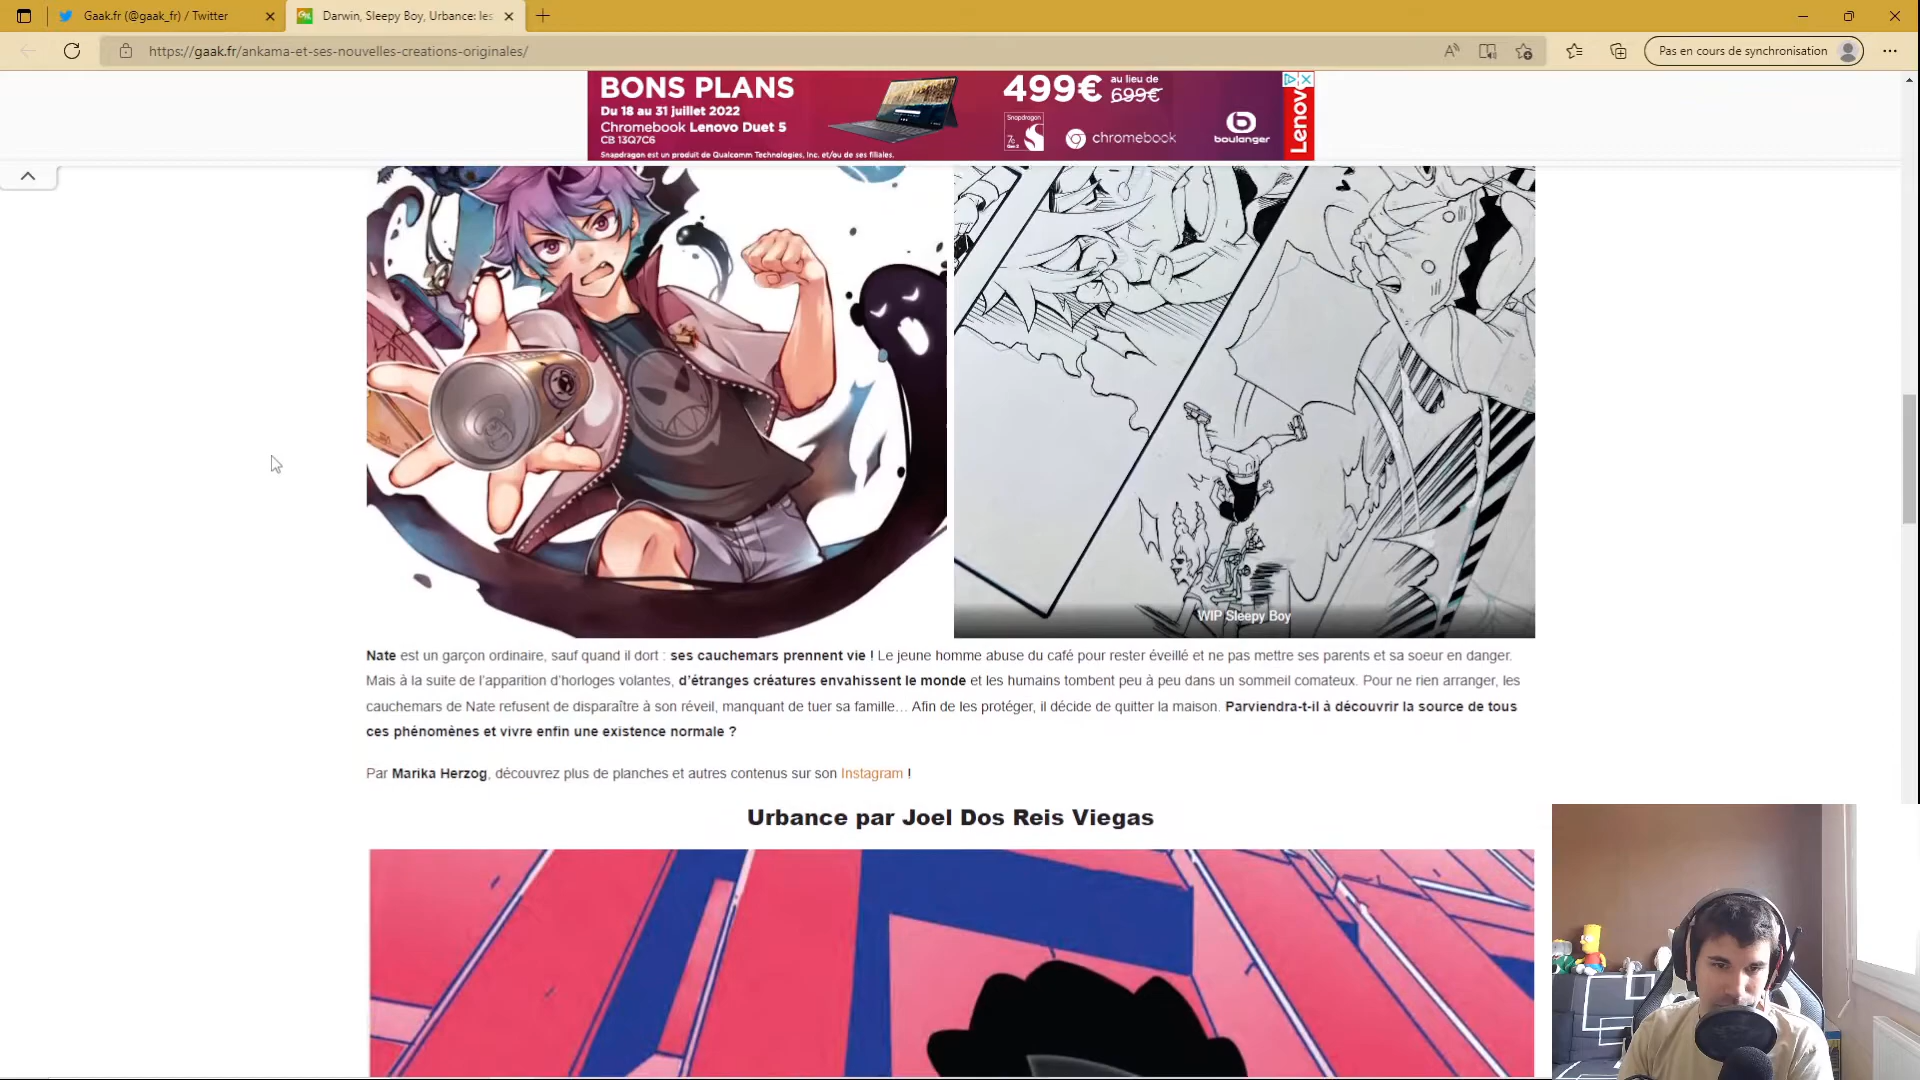 Gaak.fr (@gaak_fr) / Twitter
Darwin, Sleepy Boy, Urbance: les
https://gaak.fr/ankama-et-ses-nouvelles-creations-originales/
Pas en cours de synchronisation
BONS PLANS
Du 18 au 31 juillet 2022
Chromebook Lenovo Duet 5
CB 13Q7C6
Snapdragon est un produit de Qualcomm Technologies, Inc. et/ou de ses filiales.
499€ au lieu de 699€
Snapdragon
7c
chromebook
boulanger
Lenovo
WIP Sleepy Boy
Nate est un garçon ordinaire, sauf quand il dort : ses cauchemars prennent vie ! Le jeune homme abuse du café pour rester éveillé et ne pas mettre ses parents et sa soeur en danger.
Mais à la suite de l'apparition d'horloges volantes, d'étranges créatures envahissent le monde et les humains tombent peu à peu dans un sommeil comateux. Pour ne rien arranger, les
cauchemars de Nate refusent de disparaître à son réveil, manquant de tuer sa famille… Afin de les protéger, il décide de quitter la maison. Parviendra-t-il à découvrir la source de tous
ces phénomènes et vivre enfin une existence normale ?
Par Marika Herzog, découvrez plus de planches et autres contenus sur son Instagram !
Urbance par Joel Dos Reis Viegas